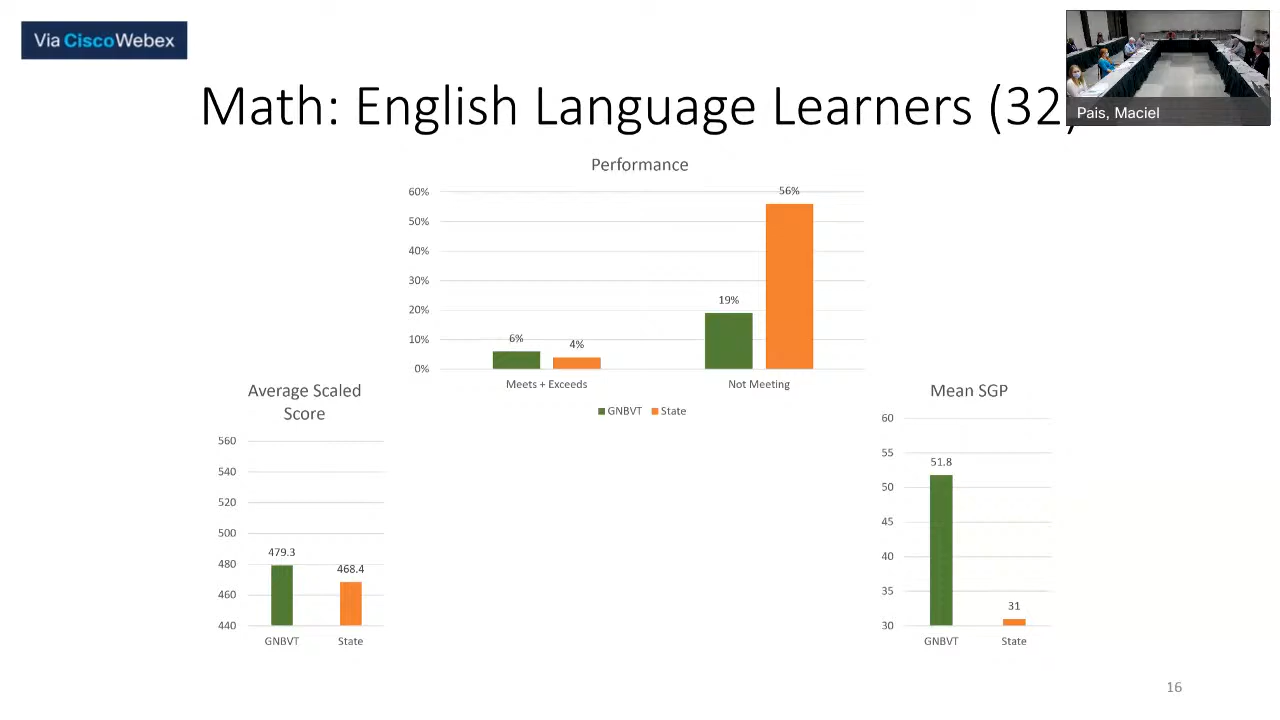 Via CiscoWebex
Pais, Maciel
Math: English Language Learners (32)
Performance
60%
50%
40%
30%
20%
10%
0%
6%
4%
19%
56%
Meets + Exceeds
Not Meeting
GNBVT
State
Average Scaled
Score
560
540
520
500
480
460
440
479.3
468.4
GNBVT
State
Mean SGP
60
55
50
45
40
35
30
51.8
31
GNBVT
State
16